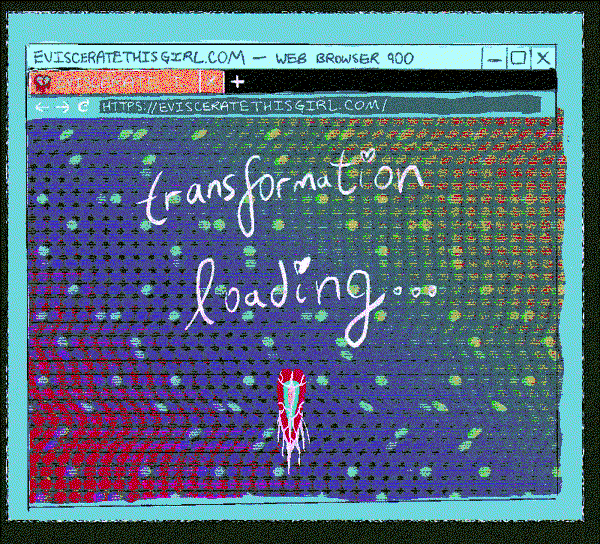 EVISCERATETHISGIRL.COM — WEB BROWSER 900
HTTPS://EVISCERATETHISGIRL.COM/
transformation
loading...